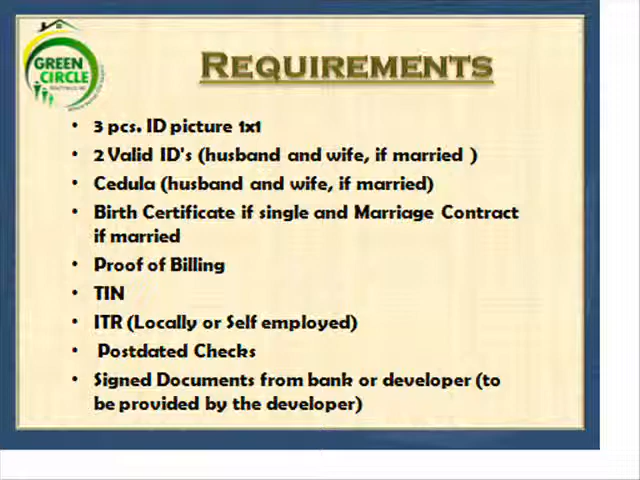 GREEN
CIRCLE
REQUIREMENTS
• 3 pcs. ID picture 1x1
• 2 Valid ID's (husband and wife, if married )
• Cedula (husband and wife, if married)
• Birth Certificate if single and Marriage Contract
if married
• Proof of Billing
• TIN
• ITR (Locally or Self employed)
• Postdated Checks
• Signed Documents from bank or developer (to
be provided by the developer)